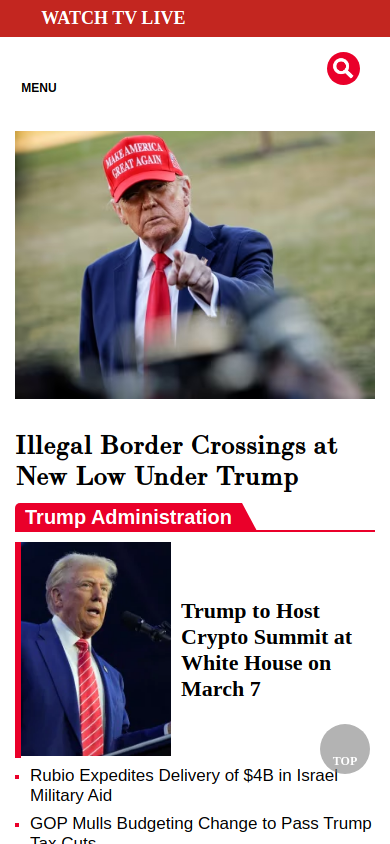 WATCH TV LIVE
MENU
MAKE AMERICA
GREAT AGAIN
Illegal Border Crossings at
New Low Under Trump
Trump Administration
Trump to Host
Crypto Summit at
White House on
March 7
TOP
Rubio Expedites Delivery of $4B in Israel
Military Aid
GOP Mulls Budgeting Change to Pass Trump
Tax Cuts